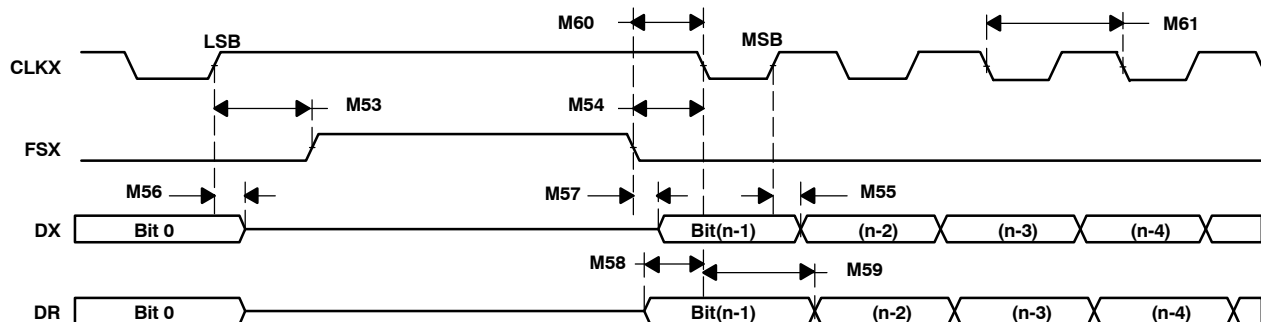 M60
M61
LSB
MSB
CLKX
M53
M54
FSX
M56
M57
M55
DX
Bit 0
Bit(n-1)
(n-2)
(n-3)
(n-4)
M58
M59
DR
Bit 0
Bit(n-1)
(n-2)
(n-3)
(n-4)